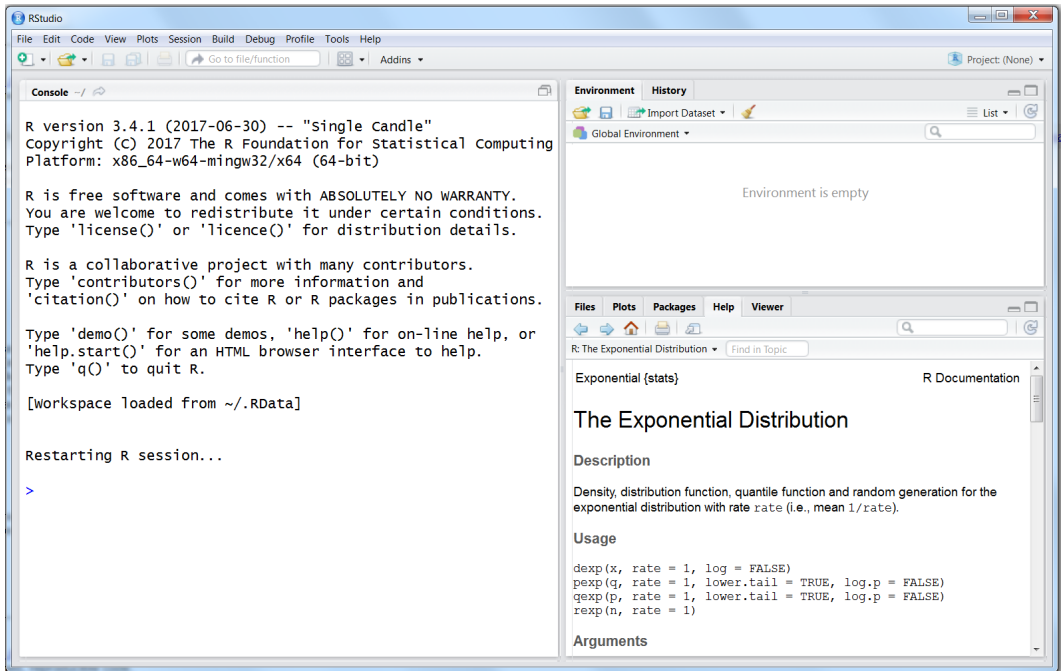 RStudio
File Edit Code View Plots Session Build Debug Profile Tools Help
Go to file/function Addins Project: (None)
Console ~/
R version 3.4.1 (2017-06-30) -- "Single Candle"
Copyright (C) 2017 The R Foundation for Statistical Computing
Platform: x86_64-w64-mingw32/x64 (64-bit)
R is free software and comes with ABSOLUTELY NO WARRANTY.
You are welcome to redistribute it under certain conditions.
Type 'license()' or 'licence()' for distribution details.
R is a collaborative project with many contributors.
Type 'contributors()' for more information and
'citation()' on how to cite R or R packages in publications.
Type 'demo()' for some demos, 'help()' for on-line help, or
'help.start()' for an HTML browser interface to help.
Type 'q()' to quit R.
[Workspace loaded from ~/.RData]
Restarting R session...
>
Environment History
Import Dataset List
Global Environment
Environment is empty
Files Plots Packages Help Viewer
R: The Exponential Distribution Find in Topic
Exponential {stats} R Documentation
The Exponential Distribution
Description
Density, distribution function, quantile function and random generation for the
exponential distribution with rate rate (i.e., mean 1/rate).
Usage
dexp(x, rate = 1, log = FALSE)
pexp(q, rate = 1, lower.tail = TRUE, log.p = FALSE)
qexp(p, rate = 1, lower.tail = TRUE, log.p = FALSE)
rexp(n, rate = 1)
Arguments